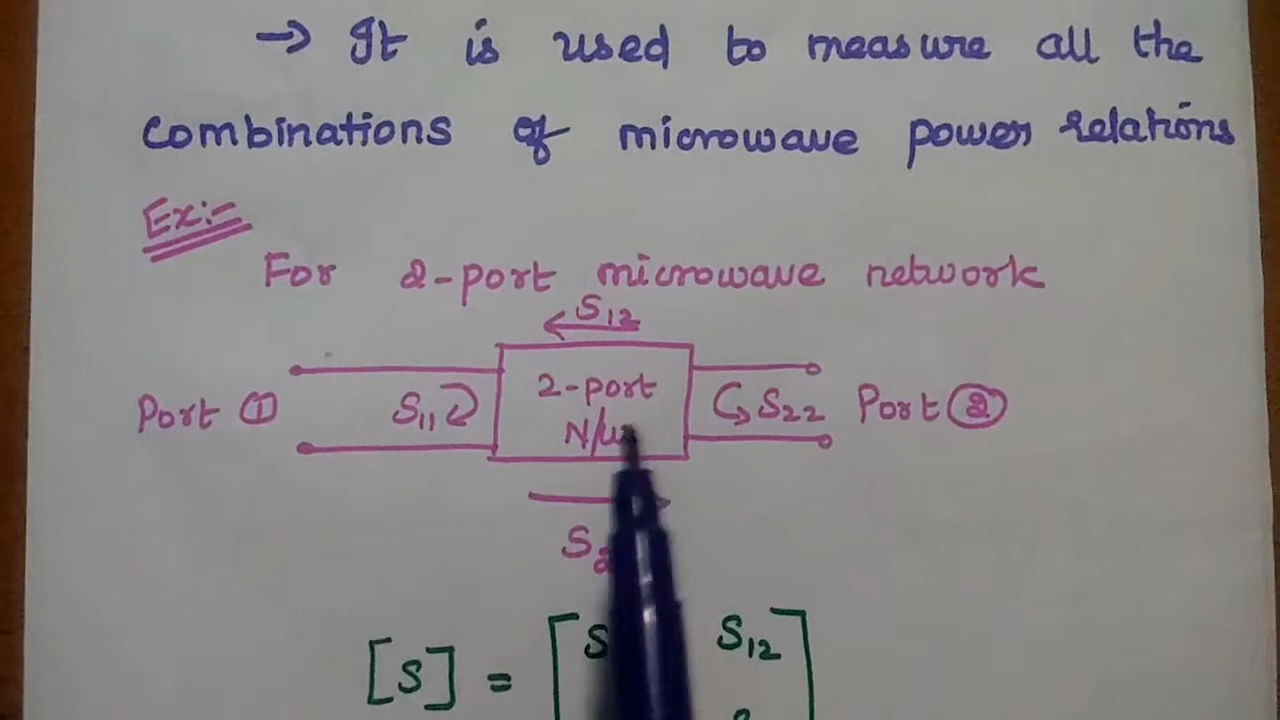 → It is used to measure all the
combinations of microwave power relations
Ex:-
For 2-port microwave network
S12
Port ① S11 2-port S22 Port ②
[S] = S12